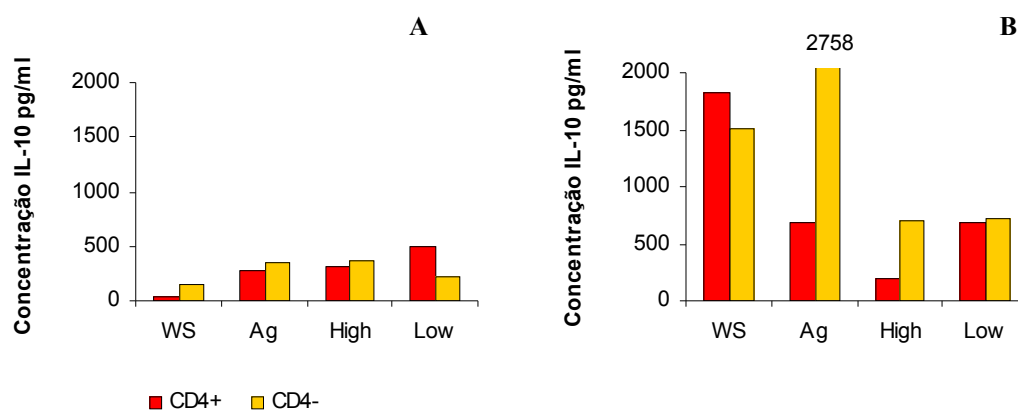 A
Concentração IL-10 pg/ml
2000
1500
1000
500
0
WS Ag High Low
CD4+ CD4-
B
2758
Concentração IL-10 pg/ml
2000
1500
1000
500
0
WS Ag High Low